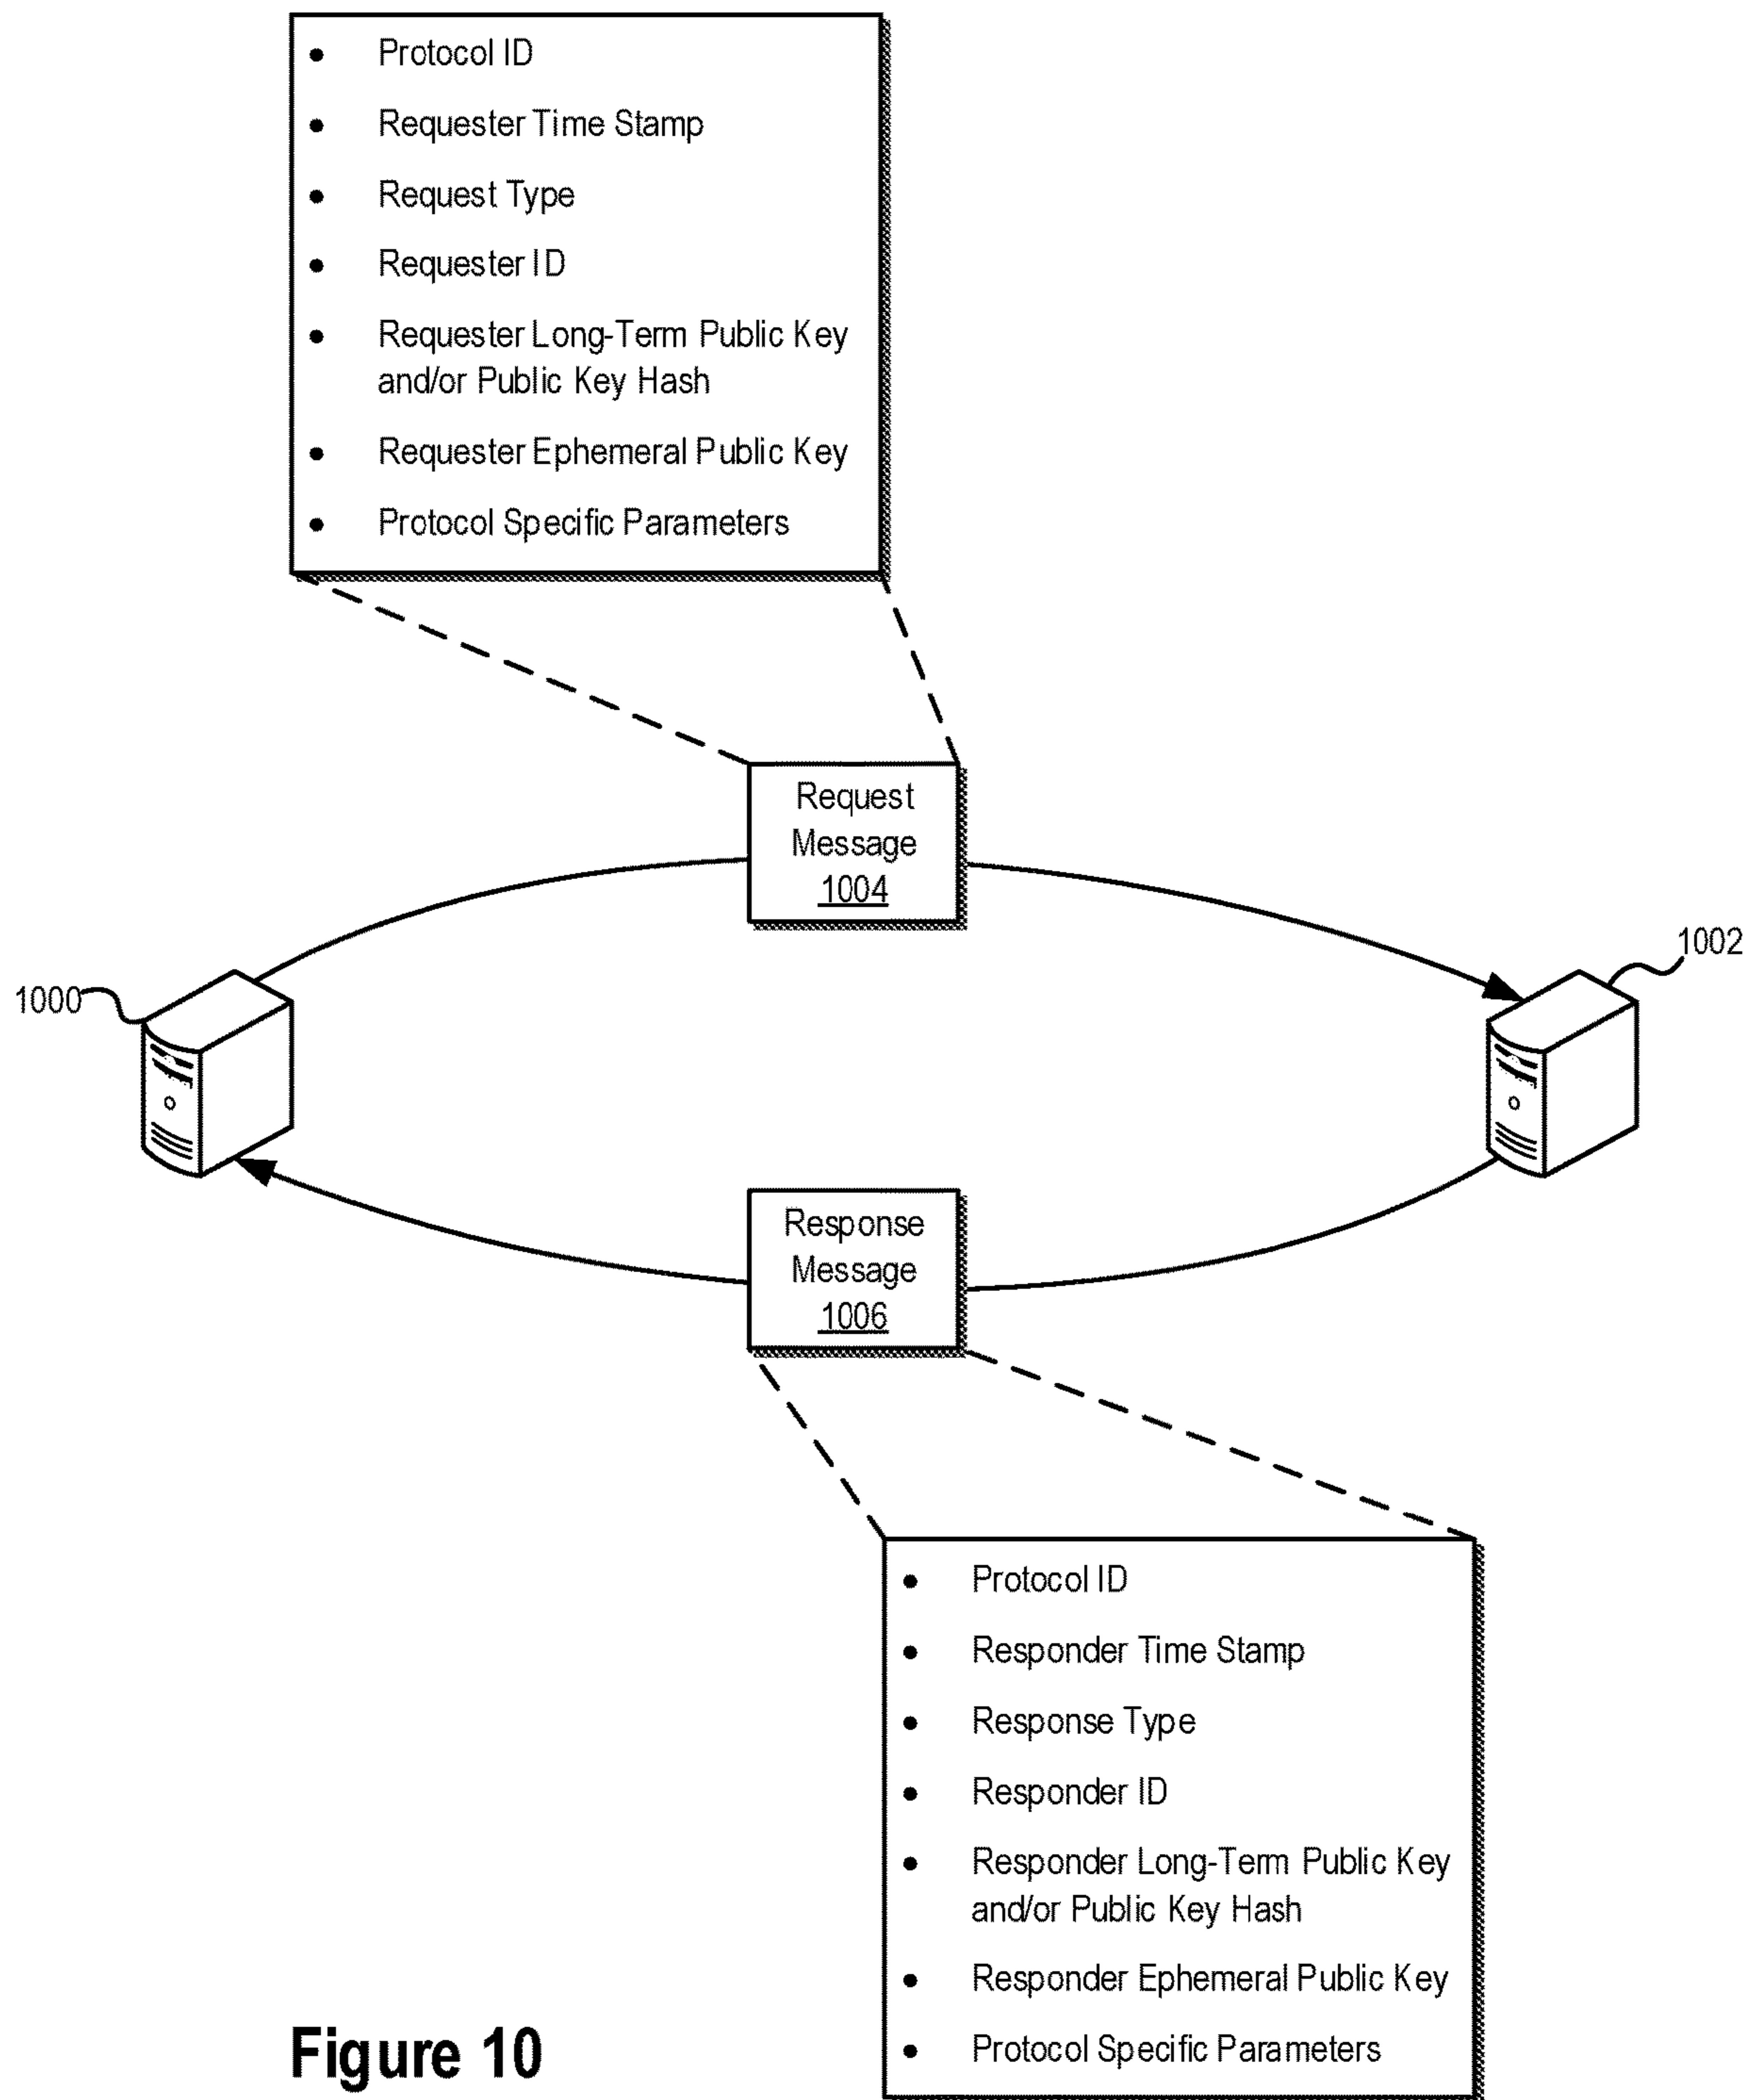 • Protocol ID
• Requester Time Stamp
• Request Type
• Requester ID
• Requester Long-Term Public Key
and/or Public Key Hash
• Requester Ephemeral Public Key
• Protocol Specific Parameters
Request
Message
1004
1002
1000
Response
Message
1006
• Protocol ID
• Responder Time Stamp
• Response Type
• Responder ID
• Responder Long-Term Public Key
and/or Public Key Hash
• Responder Ephemeral Public Key
• Protocol Specific Parameters
Figure 10